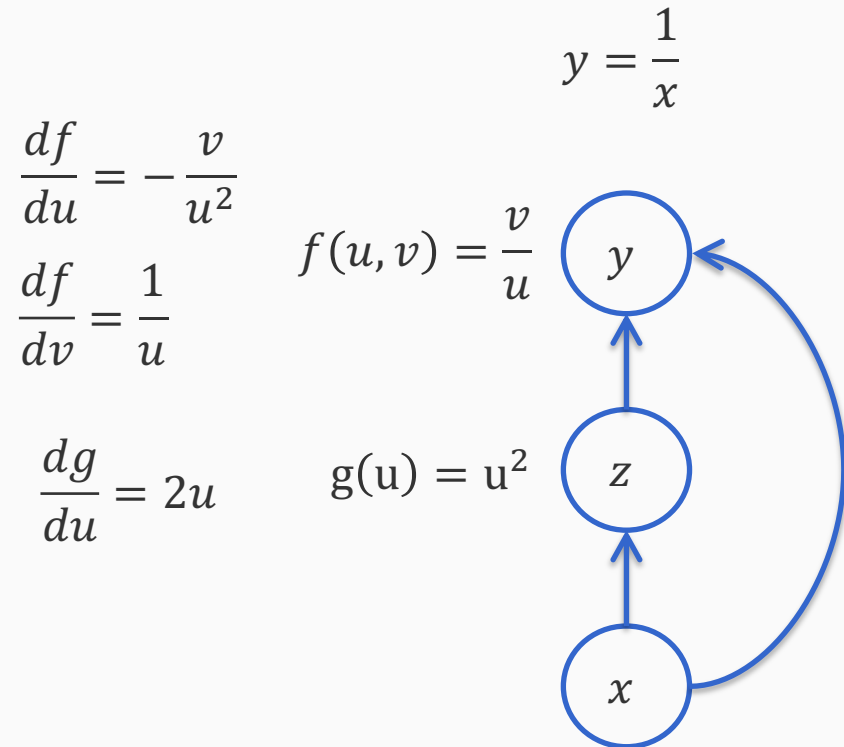 y = 1/x
df/du = − v/u²
f(u, v) = v/u
y
df/dv = 1/u
dg/du = 2u
g(u) = u²
z
x